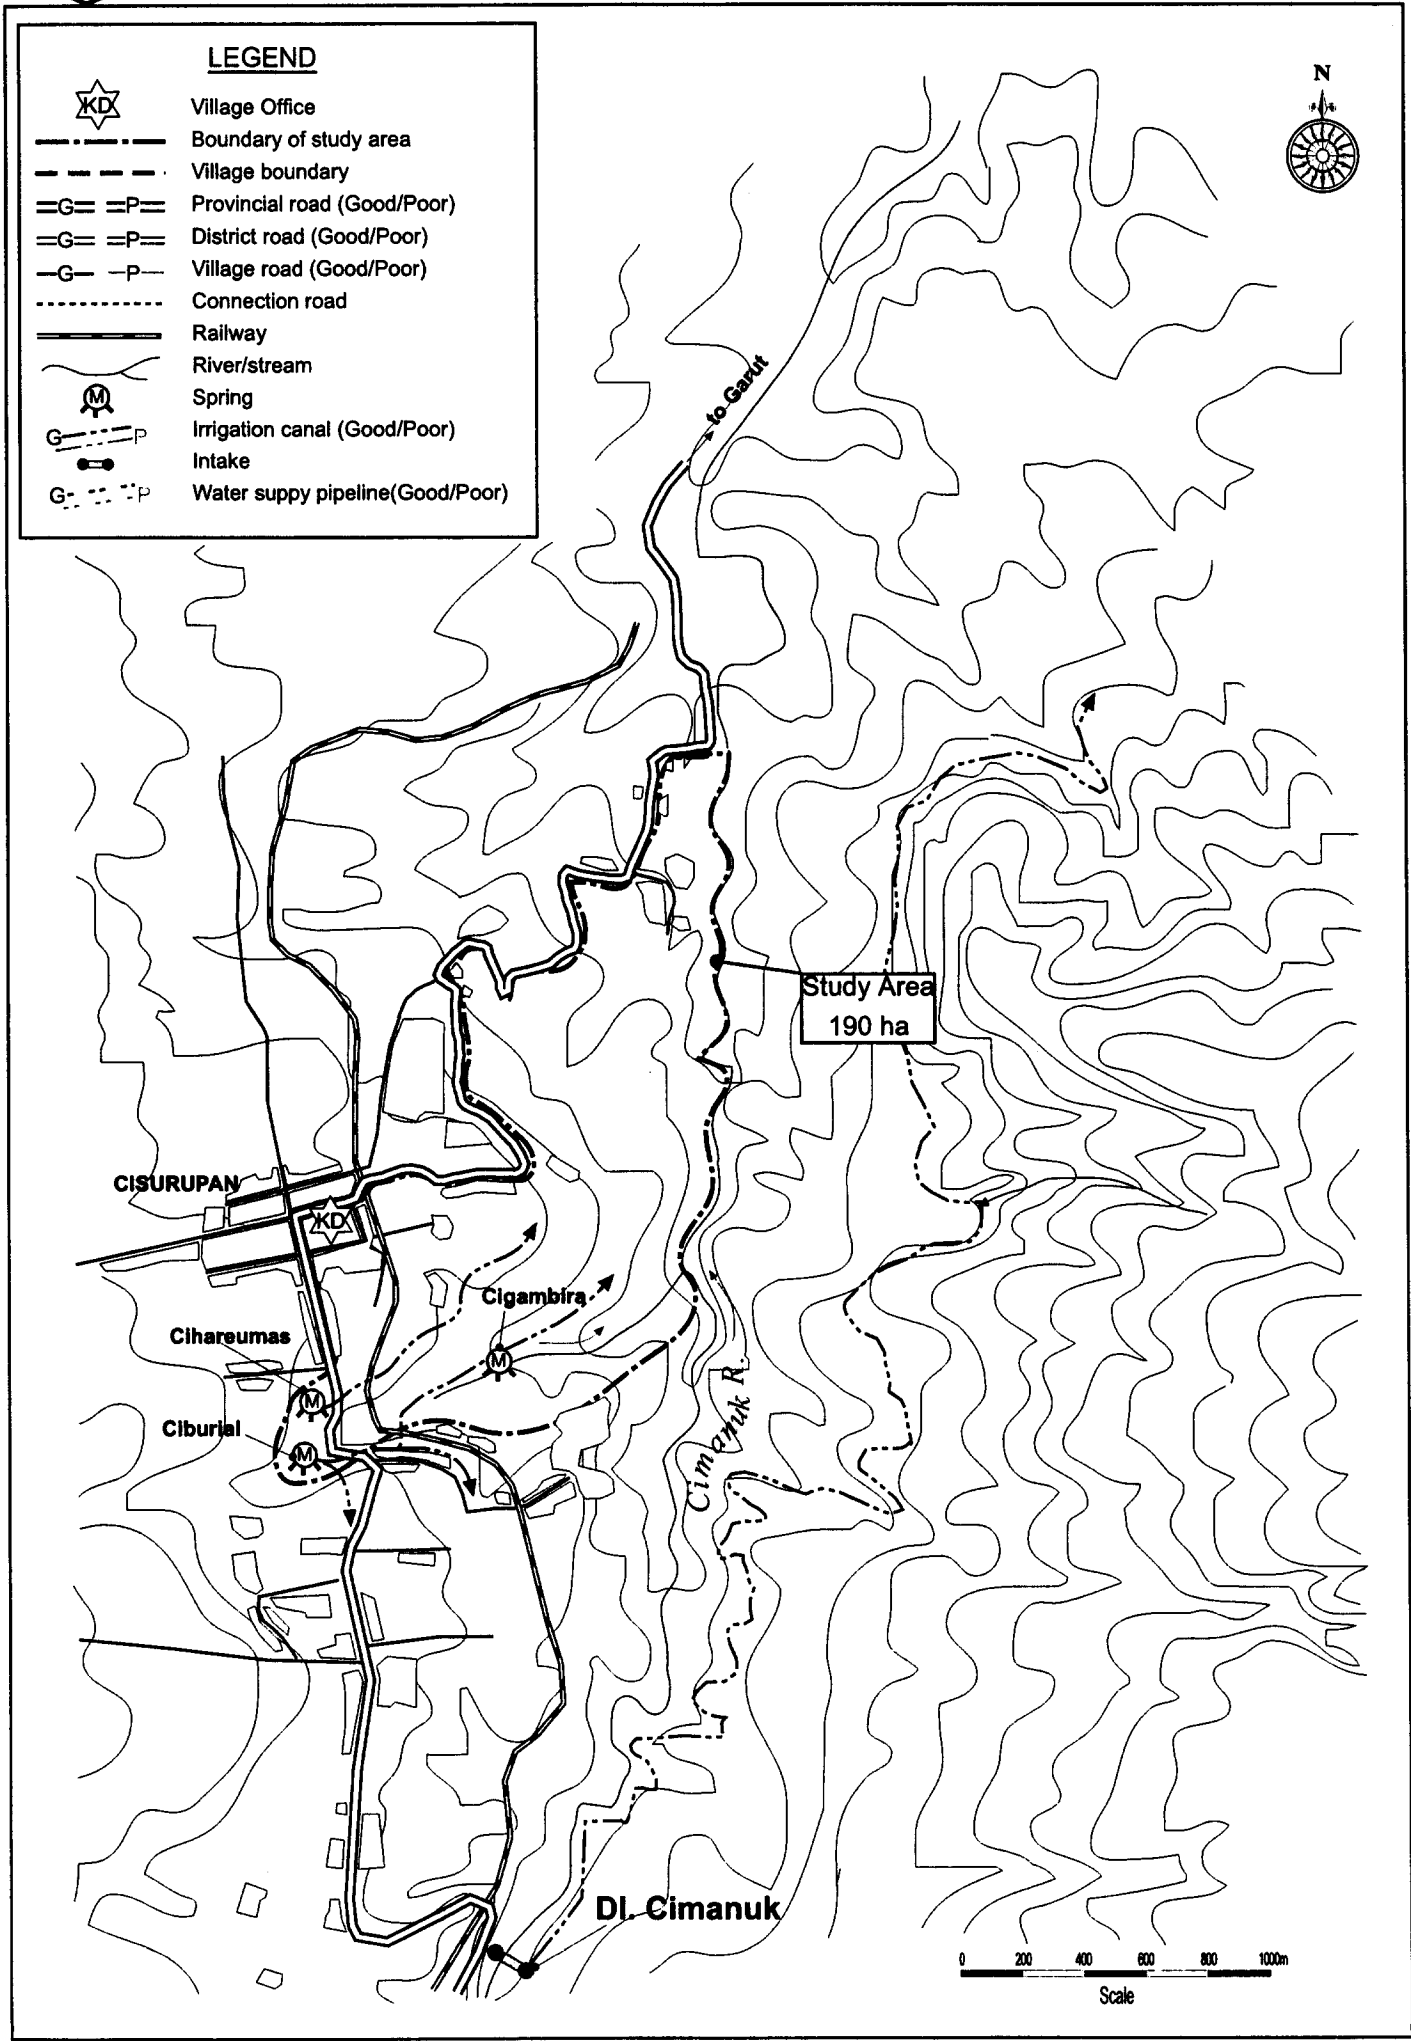 LEGEND
KD Village Office
Boundary of study area
Village boundary
=G= =P= Provincial road (Good/Poor)
=G= =P= District road (Good/Poor)
—G— —P— Village road (Good/Poor)
Connection road
Railway
River/stream
M Spring
G P Irrigation canal (Good/Poor)
Intake
G P Water suppy pipeline(Good/Poor)
N
to Garut
Study Area
190 ha
CISURUPAN
KD
Cigambira
Cihareumas
M
M
Ciburial
M
Cimanuk R.
DI. Cimanuk
0 200 400 600 800 1000m
Scale